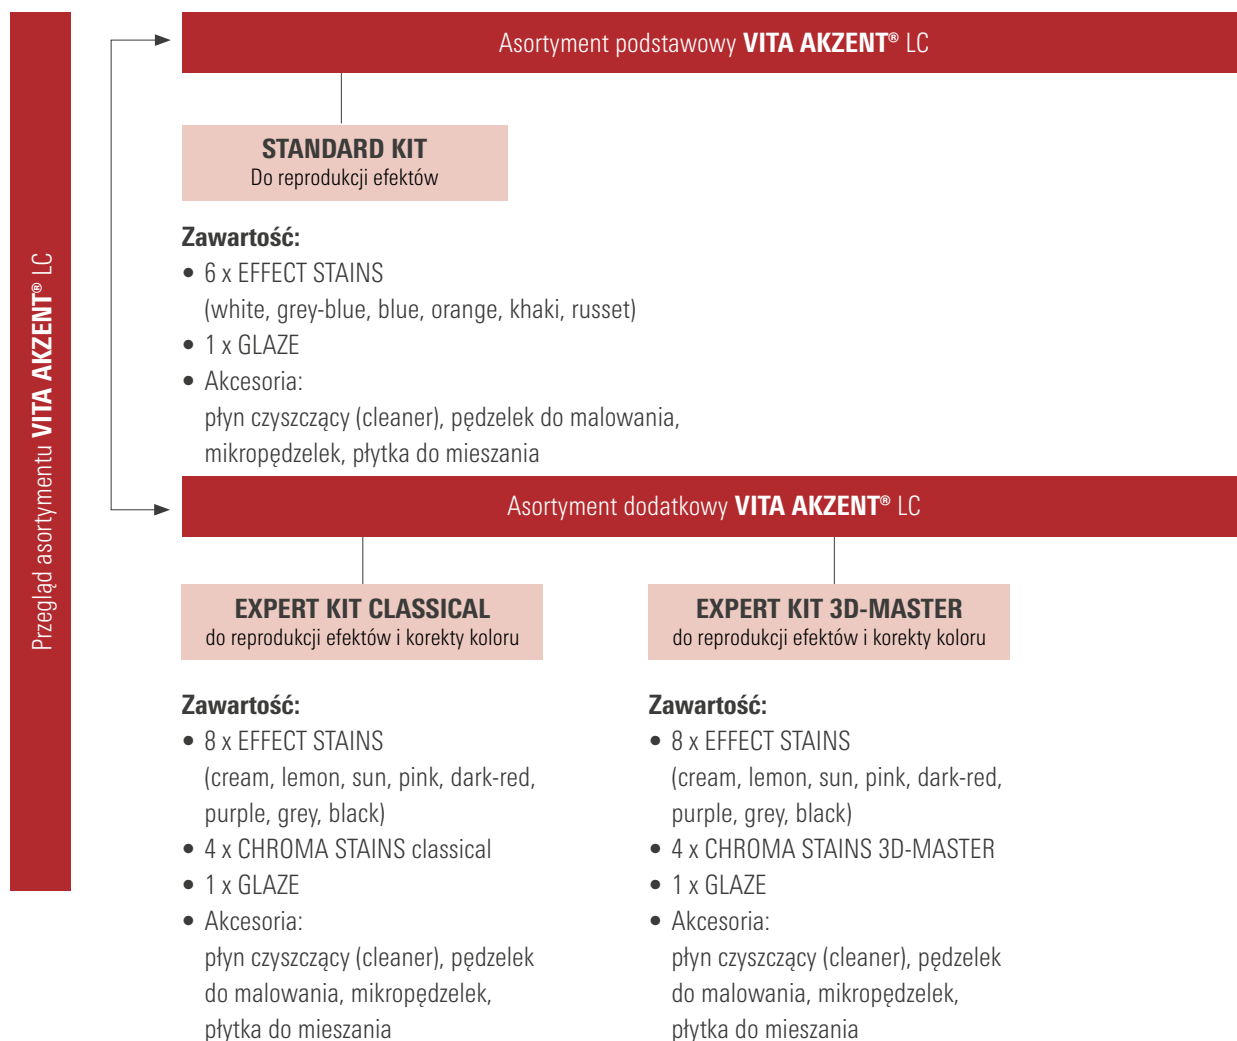 Przegląd asortymentu VITA AKZENT® LC
Asortyment podstawowy VITA AKZENT® LC
STANDARD KIT
Do reprodukcji efektów
Zawartość:
• 6 x EFFECT STAINS
(white, grey-blue, blue, orange, khaki, russet)
• 1 x GLAZE
• Akcesoria:
płyn czyszczący (cleaner), pędzelek do malowania,
mikropędzelek, płytka do mieszania
Asortyment dodatkowy VITA AKZENT® LC
EXPERT KIT CLASSICAL
do reprodukcji efektów i korekty koloru
Zawartość:
• 8 x EFFECT STAINS
(cream, lemon, sun, pink, dark-red,
purple, grey, black)
• 4 x CHROMA STAINS classical
• 1 x GLAZE
• Akcesoria:
płyn czyszczący (cleaner), pędzelek
do malowania, mikropędzelek,
płytka do mieszania
EXPERT KIT 3D-MASTER
do reprodukcji efektów i korekty koloru
Zawartość:
• 8 x EFFECT STAINS
(cream, lemon, sun, pink, dark-red,
purple, grey, black)
• 4 x CHROMA STAINS 3D-MASTER
• 1 x GLAZE
• Akcesoria:
płyn czyszczący (cleaner), pędzelek
do malowania, mikropędzelek,
płytka do mieszania